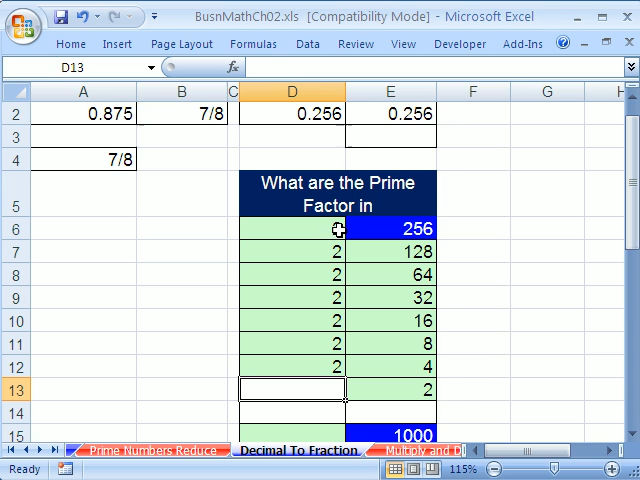 BusnMathCh02.xls [Compatibility Mode] - Microsoft Excel
Home Insert Page Layout Formulas Data Review View Developer Add-Ins
D13 fx
A B C D E F G H
2 0.875 7/8 0.256 0.256
3
4 7/8
What are the Prime
5 Factor in
6 256
7 2 128
8 2 64
9 2 32
10 2 16
11 2 8
12 2 4
13 2
14
15 1000
Prime Numbers Reduce Decimal To Fraction Multiply and D
Ready 115%